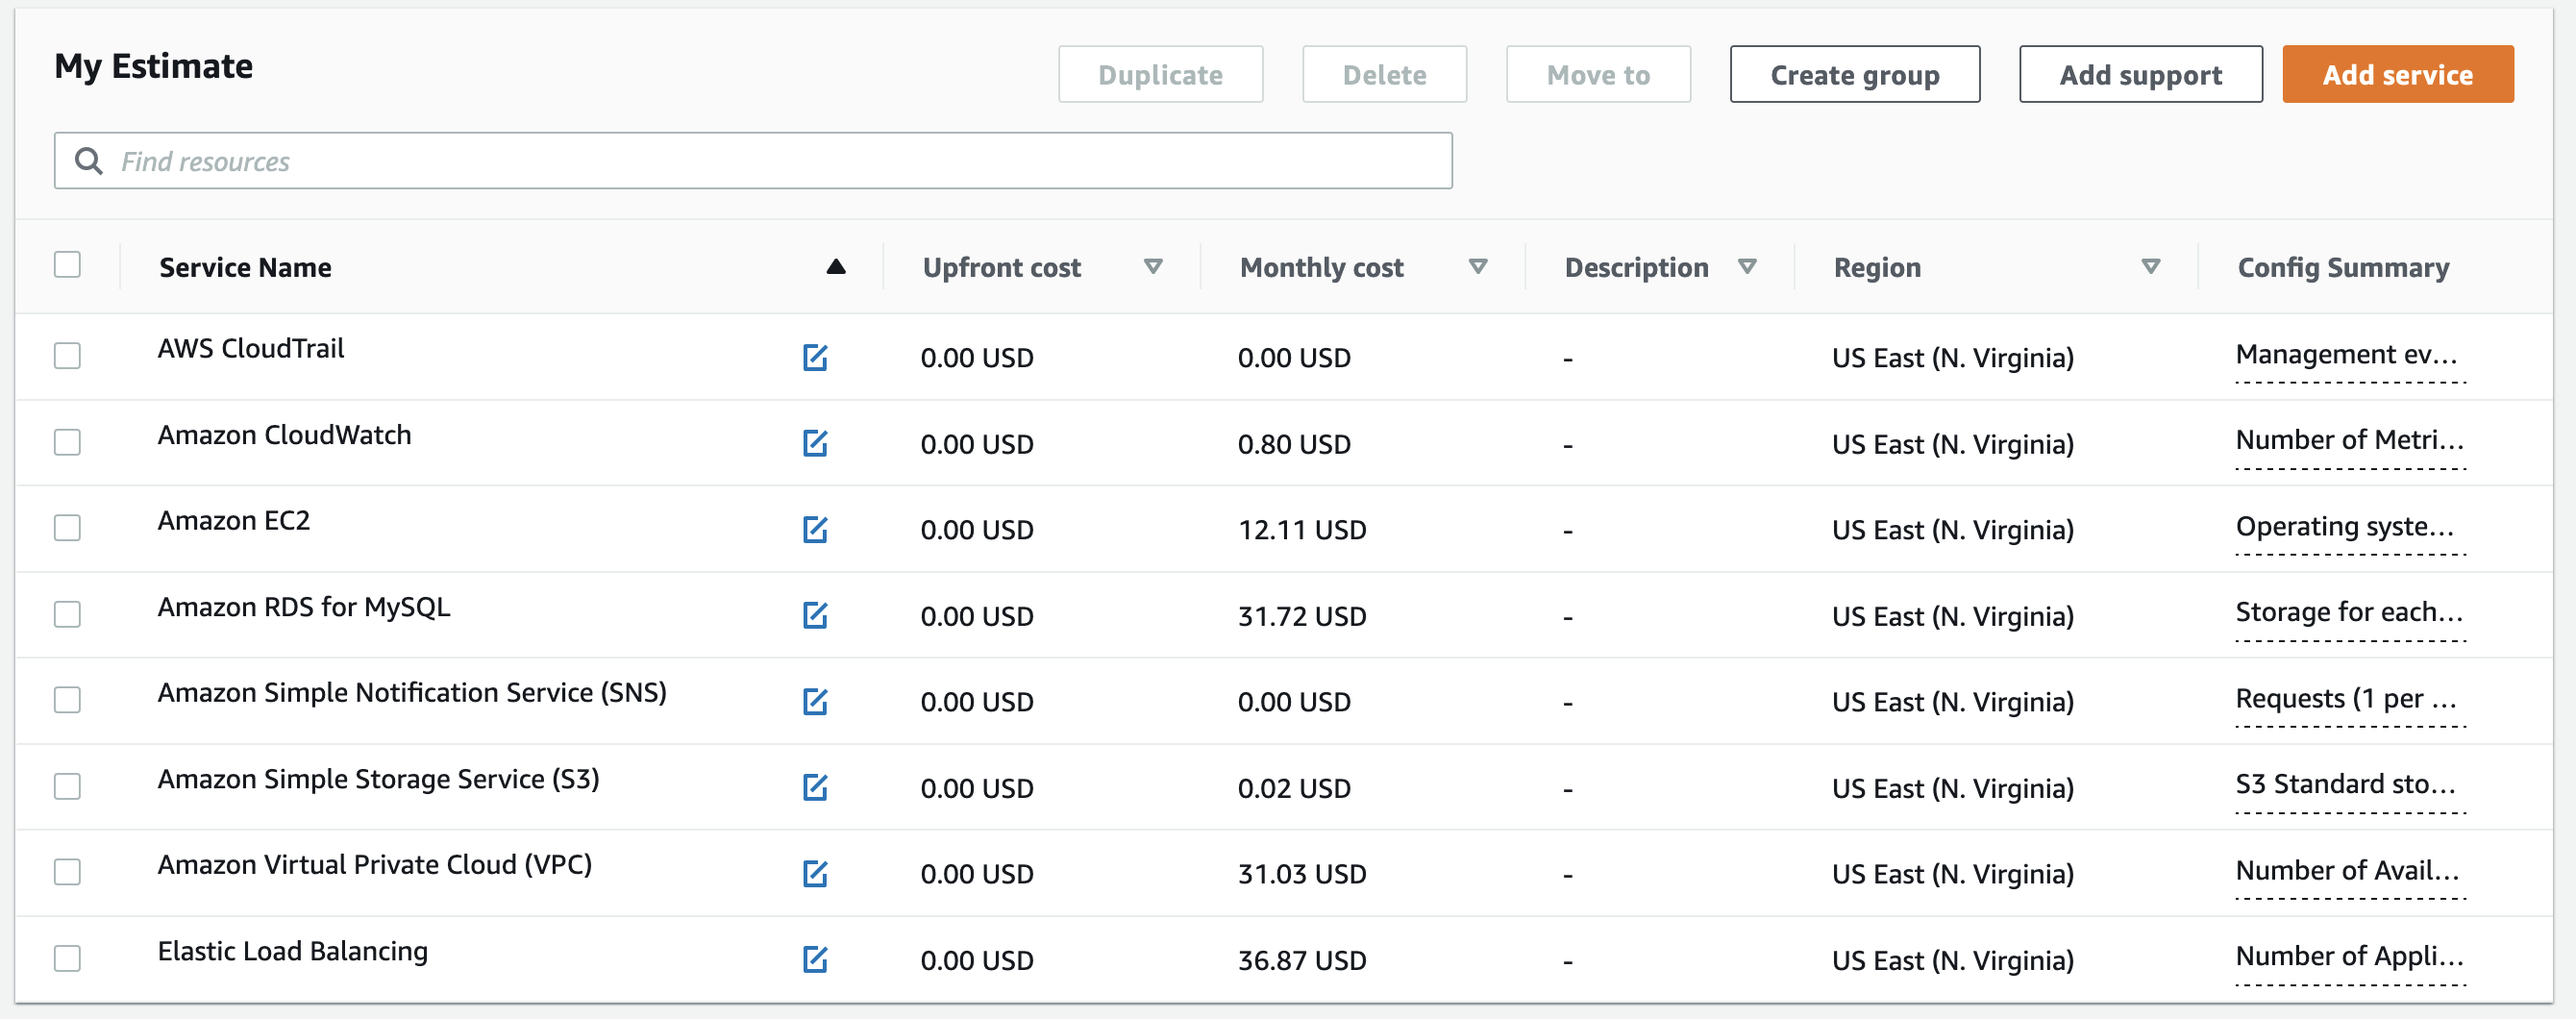 My Estimate
Duplicate Delete Move to Create group Add support Add service
Find resources
Service Name Upfront cost Monthly cost Description Region Config Summary
AWS CloudTrail 0.00 USD 0.00 USD - US East (N. Virginia) Management ev...
Amazon CloudWatch 0.00 USD 0.80 USD - US East (N. Virginia) Number of Metri...
Amazon EC2 0.00 USD 12.11 USD - US East (N. Virginia) Operating syste...
Amazon RDS for MySQL 0.00 USD 31.72 USD - US East (N. Virginia) Storage for each...
Amazon Simple Notification Service (SNS) 0.00 USD 0.00 USD - US East (N. Virginia) Requests (1 per ...
Amazon Simple Storage Service (S3) 0.00 USD 0.02 USD - US East (N. Virginia) S3 Standard sto...
Amazon Virtual Private Cloud (VPC) 0.00 USD 31.03 USD - US East (N. Virginia) Number of Avail...
Elastic Load Balancing 0.00 USD 36.87 USD - US East (N. Virginia) Number of Appli...